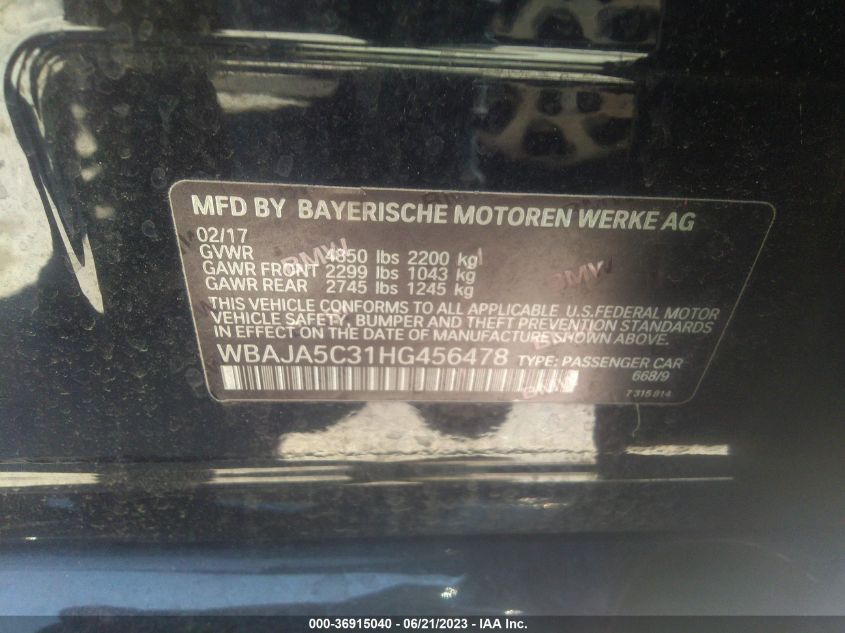 MFD BY BAYERISCHE MOTOREN WERKE AG
02/17
GVWR 4850 lbs 2200 kg
GAWR FRONT 2299 lbs 1043 kg
GAWR REAR 2745 lbs 1245 kg
THIS VEHICLE CONFORMS TO ALL APPLICABLE U.S.FEDERAL MOTOR
VEHICLE SAFETY, BUMPER AND THEFT PREVENTION STANDARDS
IN EFFECT ON THE DATE OF MANUFACTURE SHOWN ABOVE.
WBAJA5C31HG456478 TYPE: PASSENGER CAR
668/9
7 315 814
000-36915040 - 06/21/2023 - IAA Inc.